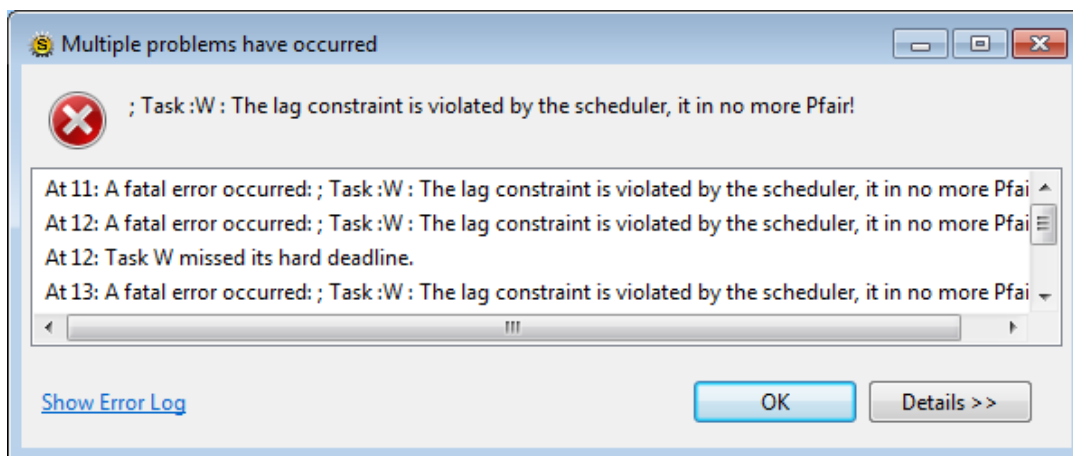 Multiple problems have occurred
; Task :W : The lag constraint is violated by the scheduler, it in no more Pfair!
At 11: A fatal error occurred: ; Task :W : The lag constraint is violated by the scheduler, it in no more Pfai
At 12: A fatal error occurred: ; Task :W : The lag constraint is violated by the scheduler, it in no more Pfai
At 12: Task W missed its hard deadline.
At 13: A fatal error occurred: ; Task :W : The lag constraint is violated by the scheduler, it in no more Pfai
Show Error Log
OK
Details >>